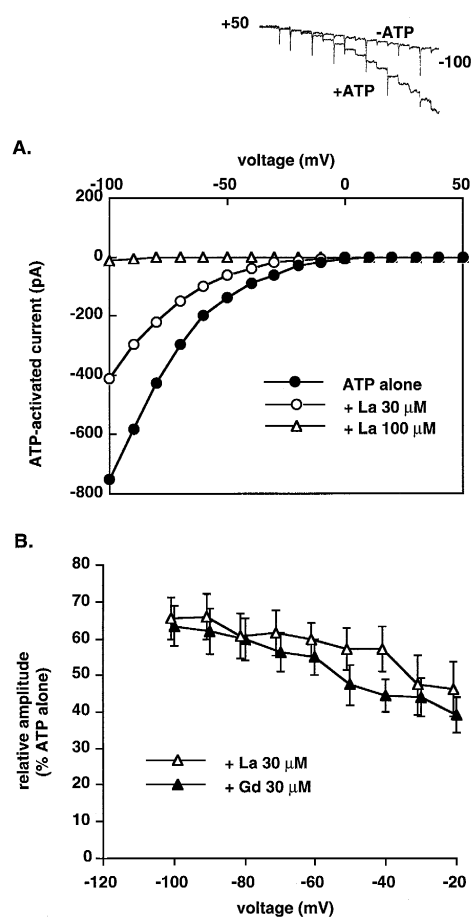 +50
-ATP
-100
+ATP
A.
voltage (mV)
-100 -50 0 50
200
0
-200
-400
-600
-800
ATP-activated current (pA)
ATP alone
+ La 30 μM
+ La 100 μM
B.
80
70
60
50
40
30
20
10
0
relative amplitude
(% ATP alone)
+ La 30 μM
+ Gd 30 μM
-120 -100 -80 -60 -40 -20
voltage (mV)